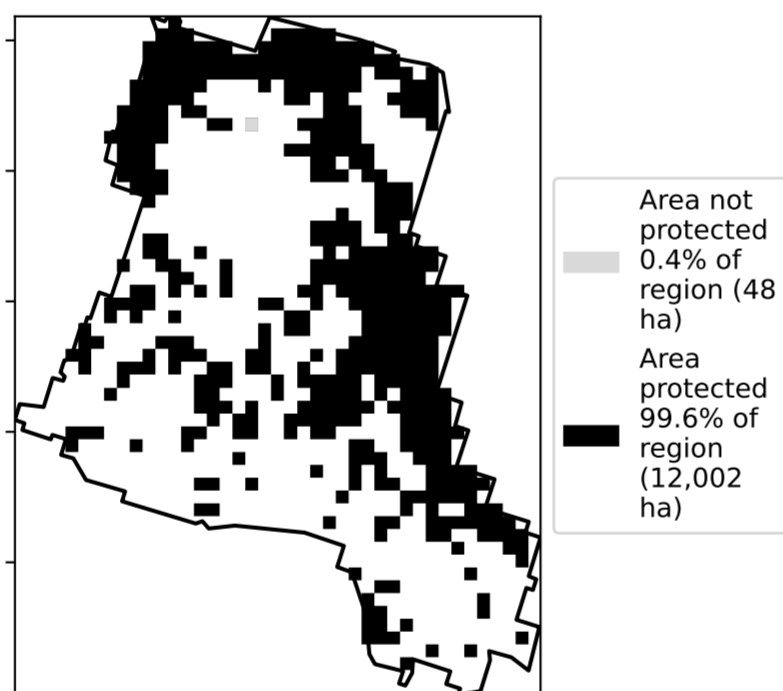 Area not
protected
0.4% of
region (48
ha)
Area
protected
99.6% of
region
(12,002
ha)